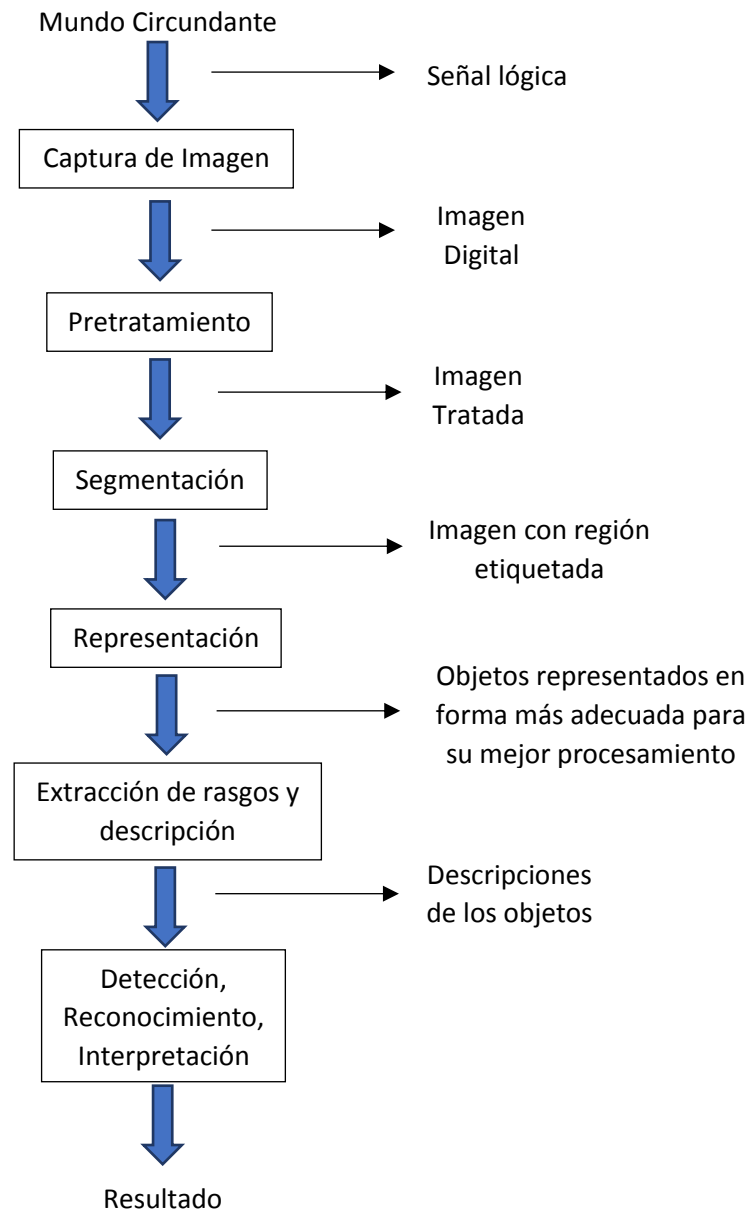 Mundo Circundante
Señal lógica
Captura de Imagen
Imagen
Digital
Pretratamiento
Imagen
Tratada
Segmentación
Imagen con región
etiquetada
Representación
Objetos representados en
forma más adecuada para
su mejor procesamiento
Extracción de rasgos y
descripción
Descripciones
de los objetos
Detección,
Reconocimiento,
Interpretación
Resultado